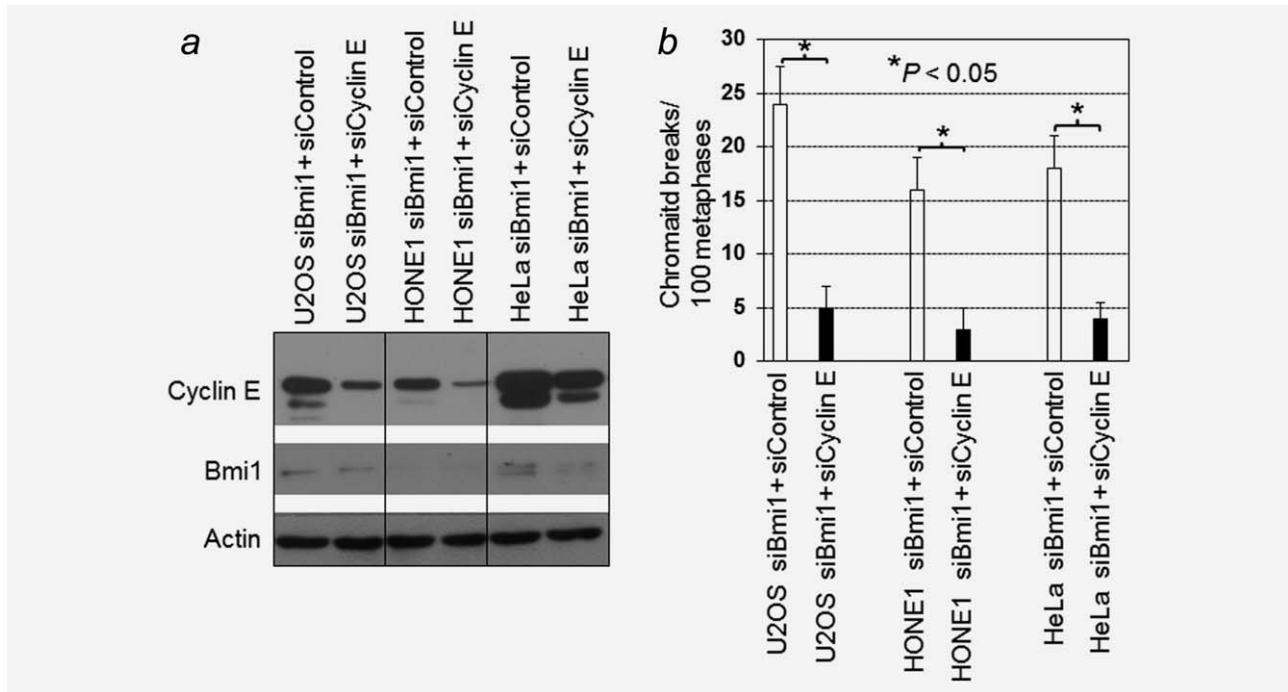 a
U2OS siBmi1+siControl
U2OS siBmi1+siCyclin E
HONE1 siBmi1+siControl
HONE1 siBmi1+siCyclin E
HeLa siBmi1+siControl
HeLa siBmi1+siCyclin E
Cyclin E
Bmi1
Actin
b
Chromaitd breaks/
100 metaphases
30
25
20
15
10
5
0
*
*P < 0.05
*
*
U2OS siBmi1+siControl
U2OS siBmi1+siCyclin E
HONE1 siBmi1+siControl
HONE1 siBmi1+siCyclin E
HeLa siBmi1+siControl
HeLa siBmi1+siCyclin E